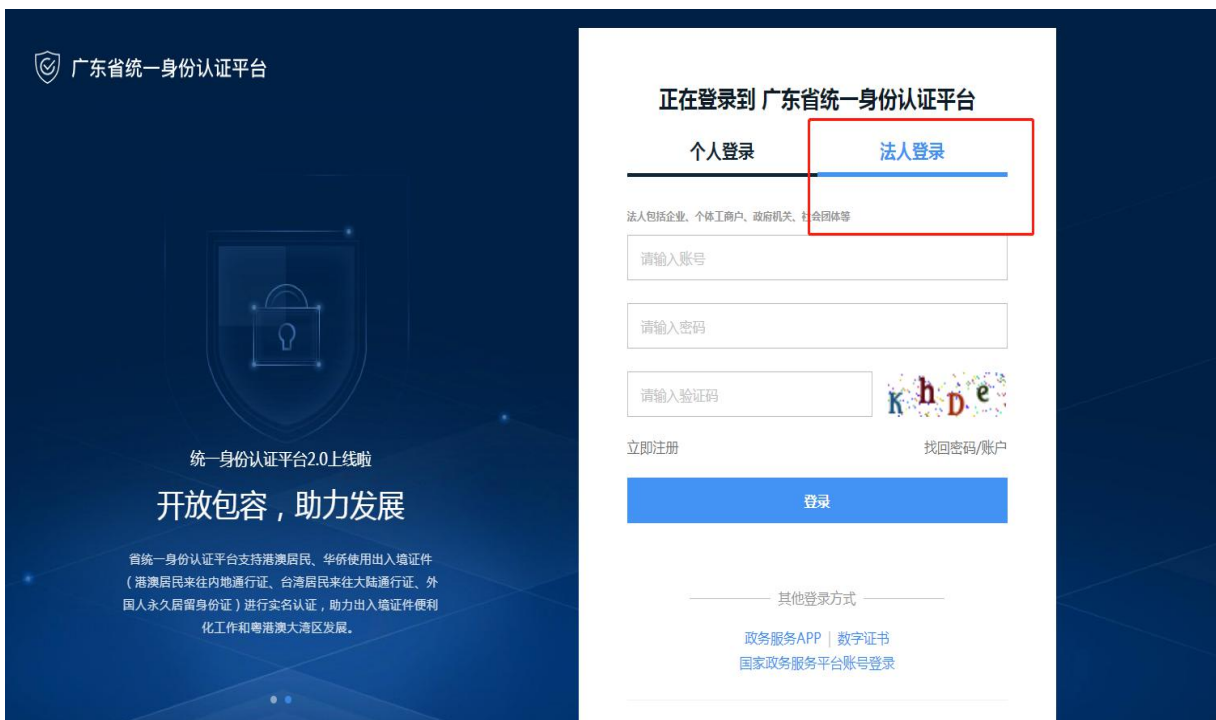 广东省统一身份认证平台
正在登录到 广东省统一身份认证平台
个人登录
法人登录
法人包括企业、个体工商户、政府机关、社会团体等
请输入账号
请输入密码
请输入验证码
KhDe
立即注册
找回密码/账户
登录
其他登录方式
政务服务APP | 数字证书
国家政务服务平台账号登录
统一身份认证平台2.0上线啦
开放包容，助力发展
省统一身份认证平台支持港澳居民、华侨使用出入境证件
（港澳居民来往内地通行证、台湾居民来往大陆通行证、外
国人永久居留身份证）进行实名认证，助力出入境证件便利
化工作和粤港澳大湾区发展。